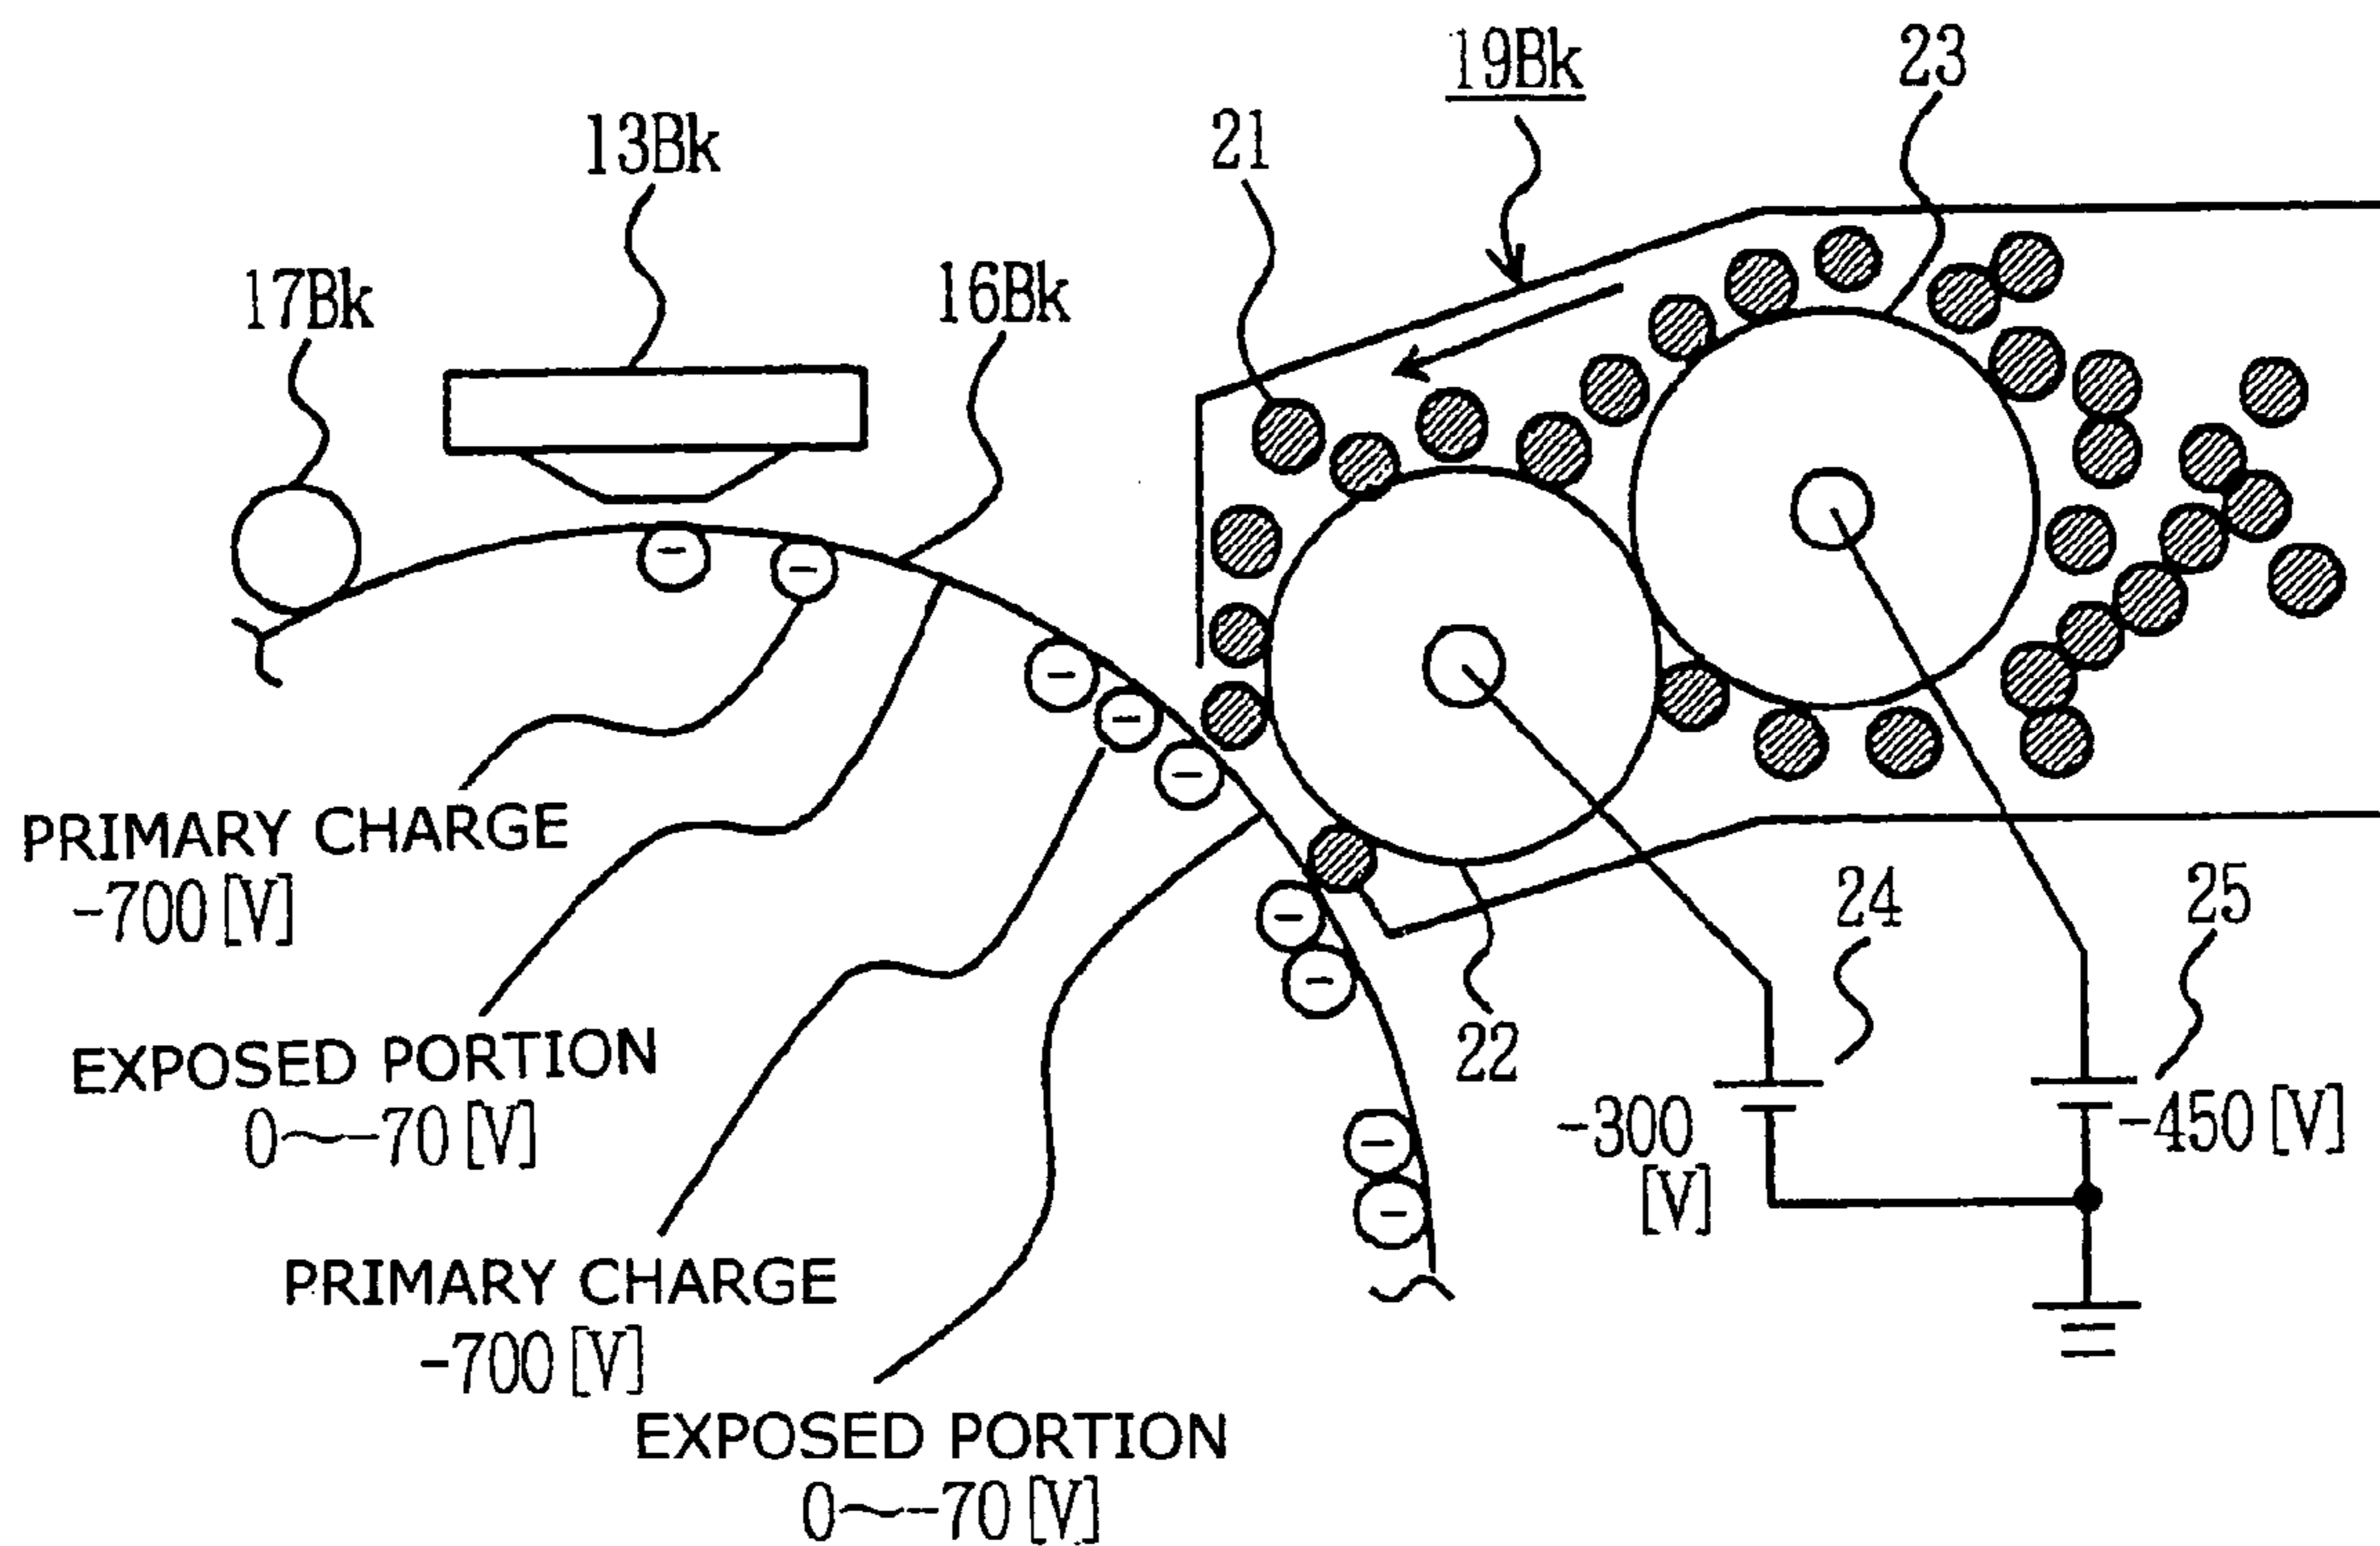 19Bk
23
21
13Bk
17Bk
16Bk
PRIMARY CHARGE
-700 [V]
24
25
EXPOSED PORTION
0~-70 [V]
22
-300
[V]
-450 [V]
PRIMARY CHARGE
-700 [V]
EXPOSED PORTION
0~-70 [V]